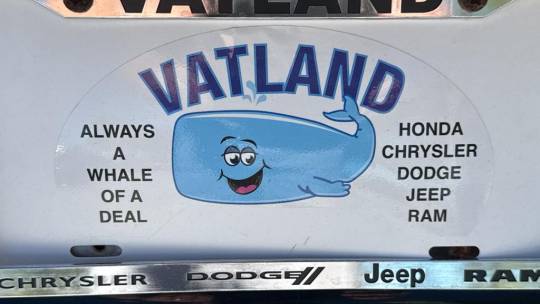 VATLAND
VATLAND
ALWAYS
A
WHALE
OF A
DEAL
HONDA
CHRYSLER
DODGE
JEEP
RAM
CHRYSLER DODGE Jeep RAM